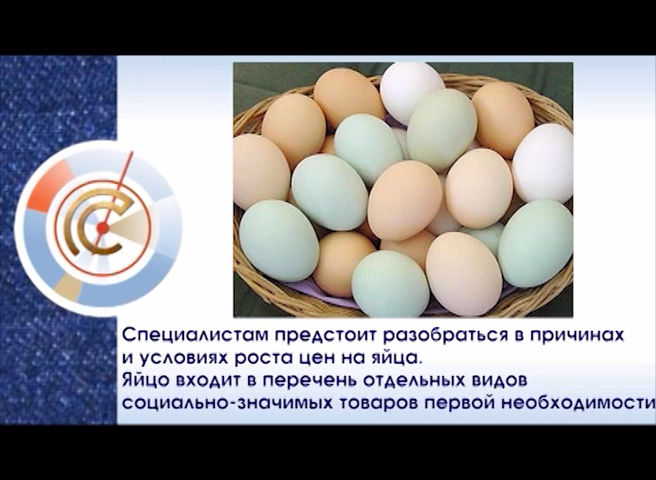 Специалистам предстоит разобраться в причинах
и условиях роста цен на яйца.
Яйцо входит в перечень отдельных видов
социально-значимых товаров первой необходимости